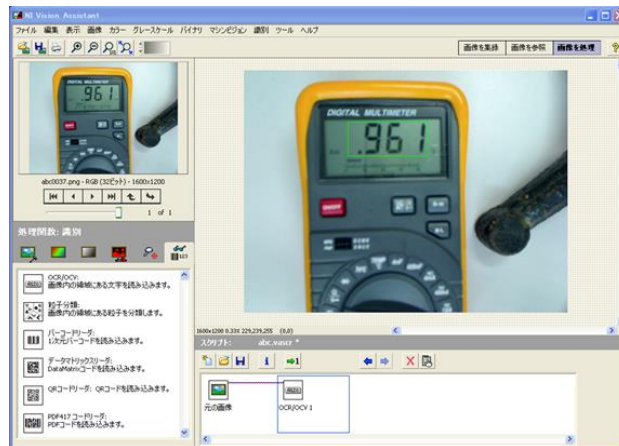 NI Vision Assistant
ファイル 編集 表示 画像 カラー グレースケール バイナリ マシンビジョン 識別 ツール ヘルプ
画像を集録 画像を参照 画像を処理
.961
abc0037.png - RGB (32ビット) - 1600x1200
1 of 1
処理関数: 識別
OCR/OCV:
画像内の領域にある文字を読み込みます。
粒子分類:
画像内の領域にある粒子を分類します。
バーコードリーダ:
1次元バーコードを読み込みます。
データマトリックスリーダ:
DataMatrixコードを読み込みます。
QRコードリーダ: QRコードを読み込みます。
PDF417コードリーダ:
PDFコードを読み込みます。
DIGITAL MULTIMETER
.961
ON/OFF
1600x1200 0.33X 229,239,255 (0,0)
スクリプト: abc.vascr *
元の画像
OCR/OCV 1